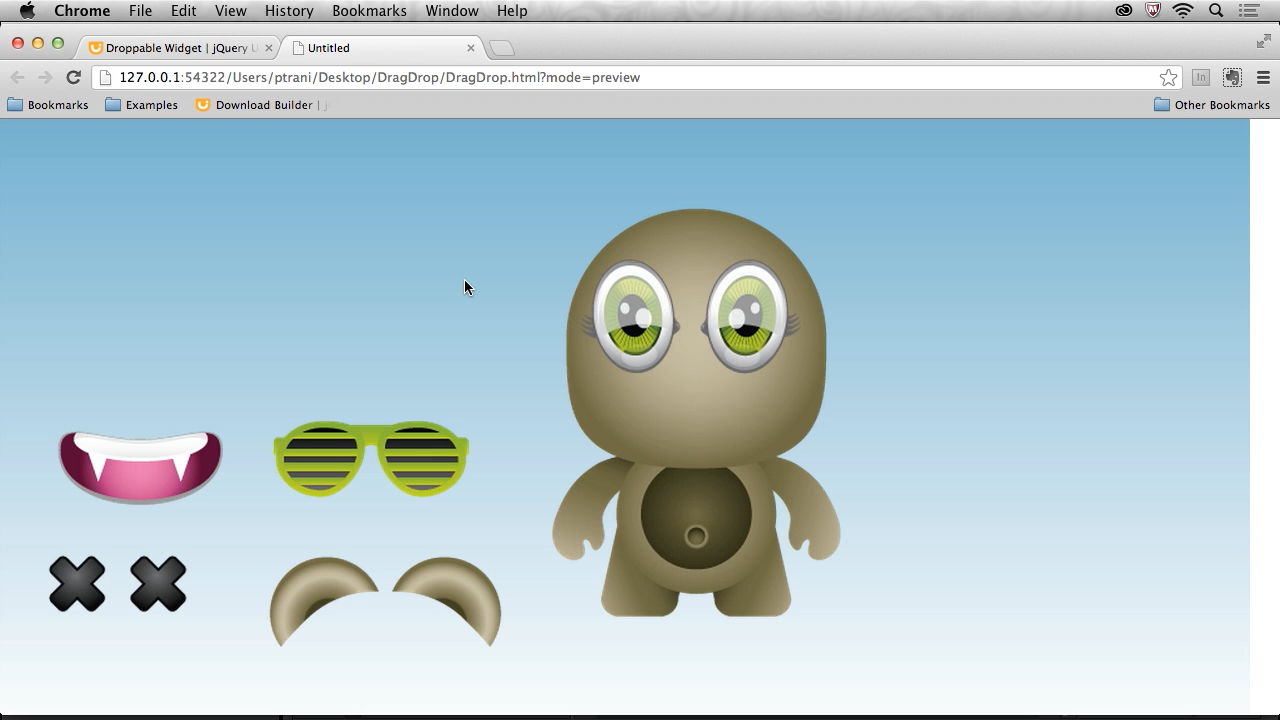 Chrome File Edit View History Bookmarks Window Help
Droppable Widget | jQuery U
Untitled
127.0.0.1:54322/Users/ptrani/Desktop/DragDrop/DragDrop.html?mode=preview
Bookmarks Examples Download Builder | j Other Bookmarks